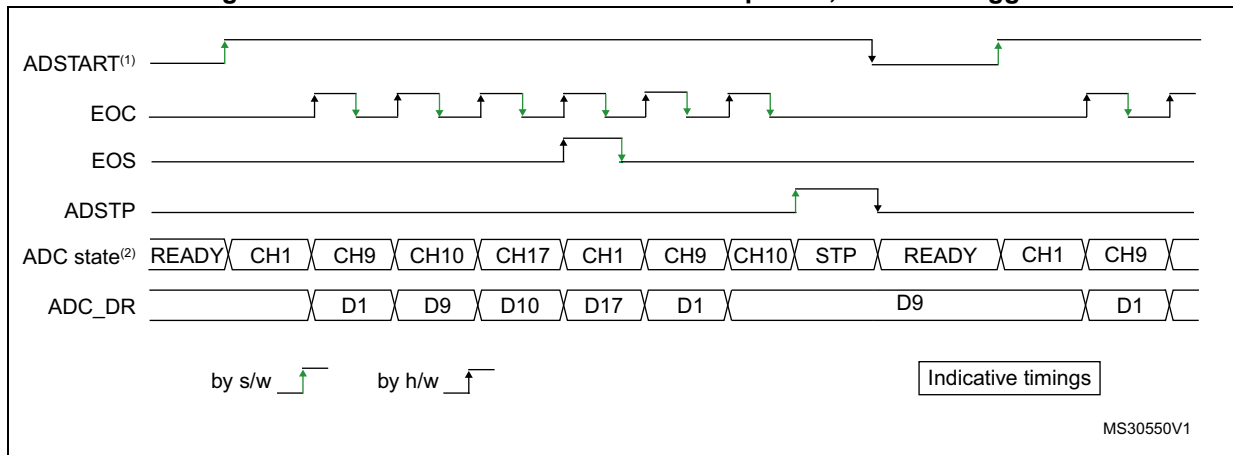 ADSTART(1)
EOC
EOS
ADSTP
ADC state(2) READY CH1 CH9 CH10 CH17 CH1 CH9 CH10 STP READY CH1 CH9
ADC_DR D1 D9 D10 D17 D1 D9 D1
by s/w by h/w Indicative timings
MS30550V1